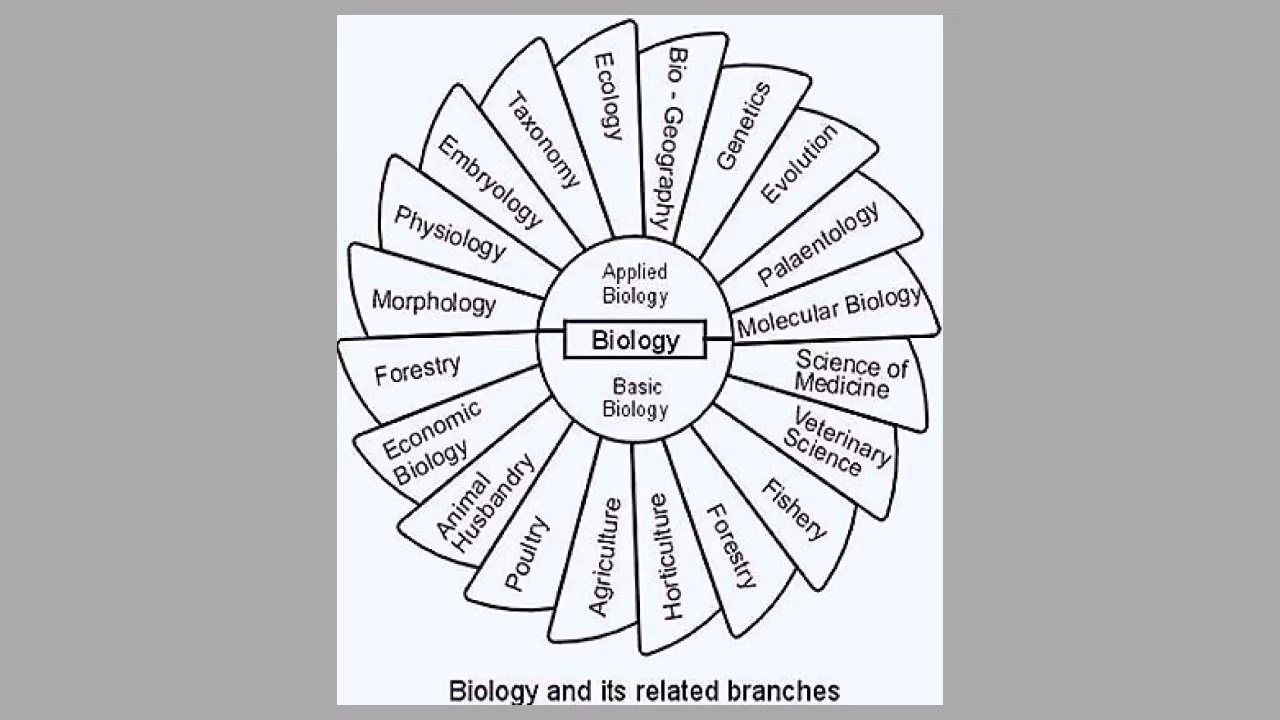 Ecology
Bio - Geography
Genetics
Evolution
Palaentology
Molecular Biology
Science of
Medicine
Veterinary
Science
Fishery
Forestry
Horticulture
Agriculture
Poultry
Animal
Husbandry
Economic
Biology
Forestry
Morphology
Physiology
Embryology
Taxonomy
Applied
Biology
Biology
Basic
Biology
Biology and its related branches